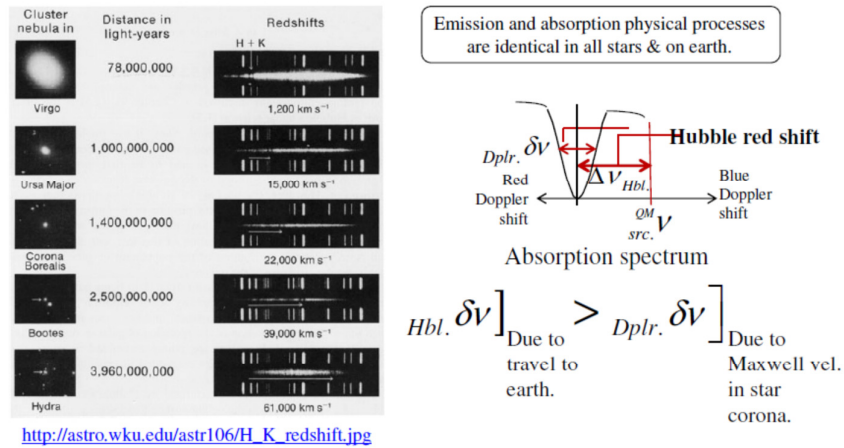 Cluster
nebula in
Distance in
light-years
Redshifts
H + K
78,000,000
Virgo
1,200 km s⁻¹
1,000,000,000
Ursa Major
15,000 km s⁻¹
1,400,000,000
Corona
Borealis
22,000 km s⁻¹
2,500,000,000
Bootes
39,000 km s⁻¹
3,960,000,000
Hydra
61,000 km s⁻¹
http://astro.wku.edu/astr106/H_K_redshift.jpg
Emission and absorption physical processes
are identical in all stars & on earth.
Hubble red shift
Dplr. δν
Δν Hbl.
Red
Doppler
shift
Blue
Doppler
shift
QM
src. ν
Absorption spectrum
Hbl. δν] > Dplr. δν]
Due to
travel to
earth.
Due to
Maxwell vel.
in star
corona.